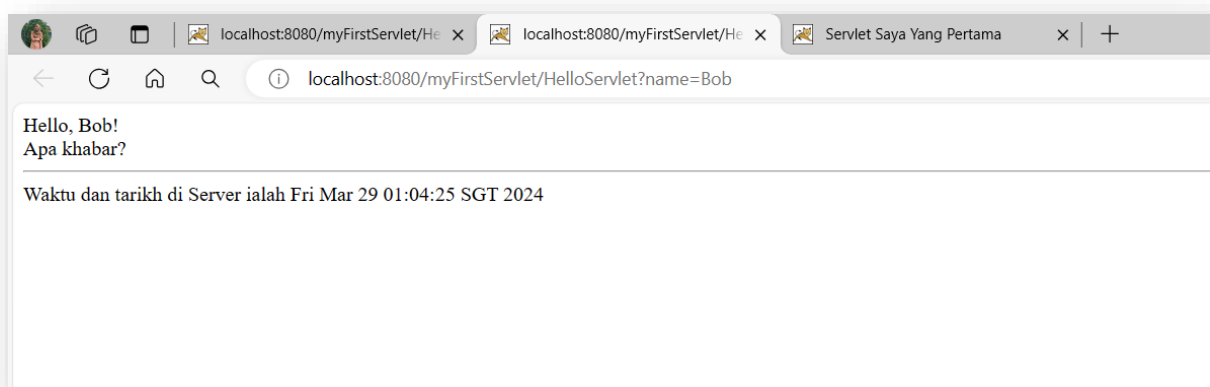 localhost:8080/myFirstServlet/He
localhost:8080/myFirstServlet/He
Servlet Saya Yang Pertama
localhost:8080/myFirstServlet/HelloServlet?name=Bob
Hello, Bob!
Apa khabar?
Waktu dan tarikh di Server ialah Fri Mar 29 01:04:25 SGT 2024